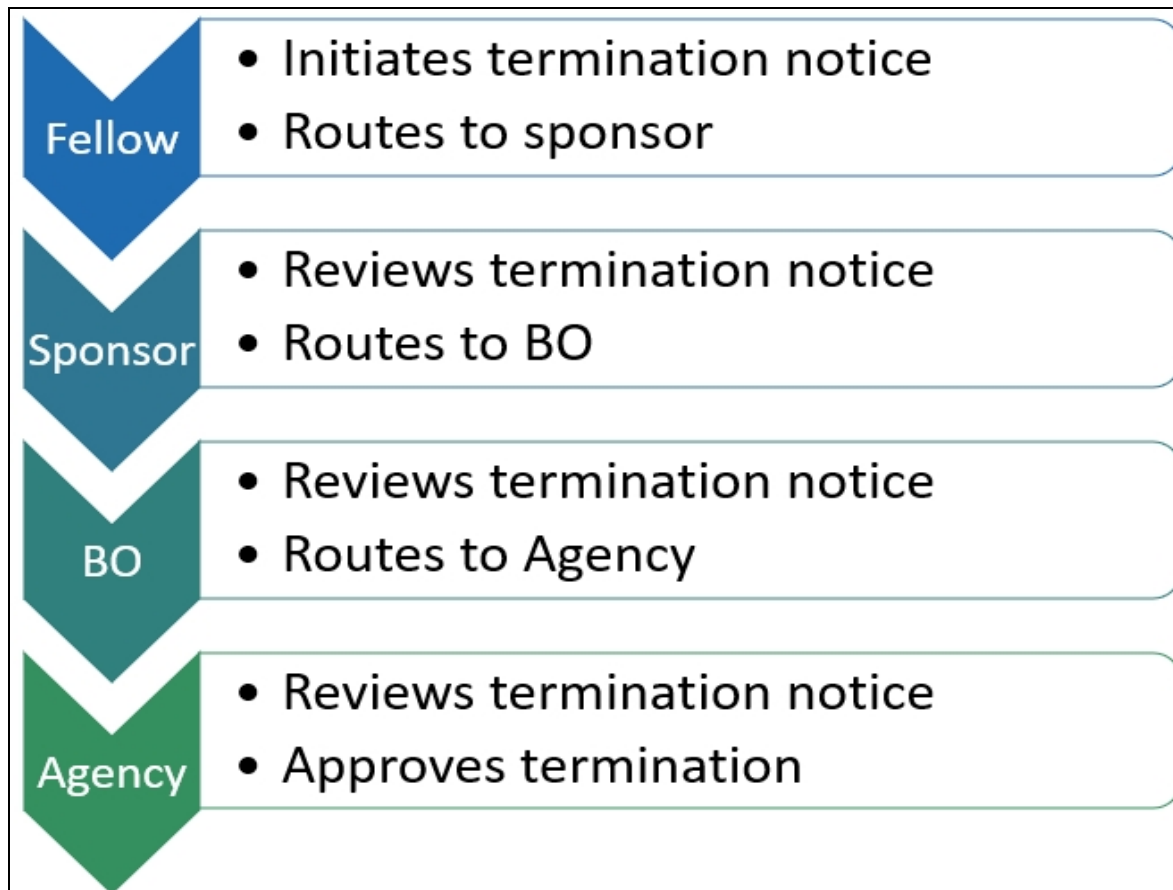 Fellow
• Initiates termination notice
• Routes to sponsor
Sponsor
• Reviews termination notice
• Routes to BO
BO
• Reviews termination notice
• Routes to Agency
Agency
• Reviews termination notice
• Approves termination